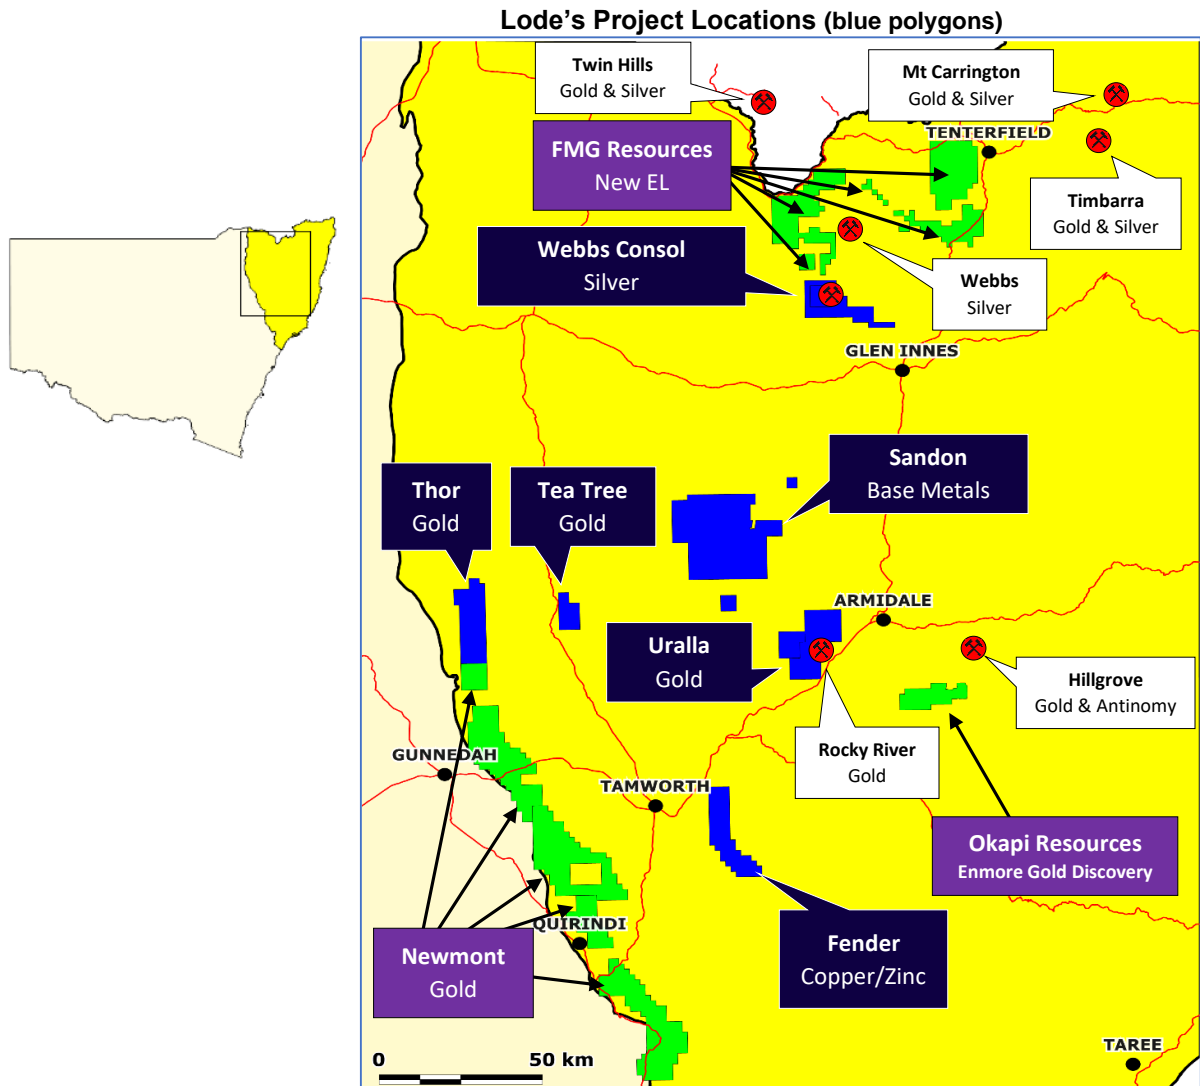 Lode's Project Locations (blue polygons)
Twin Hills
Gold & Silver
Mt Carrington
Gold & Silver
TENTERFIELD
FMG Resources
New EL
Timbarra
Gold & Silver
Webbs Consol
Silver
Webbs
Silver
GLEN INNES
Sandon
Base Metals
Thor
Gold
Tea Tree
Gold
ARMIDALE
Uralla
Gold
Hillgrove
Gold & Antinomy
Rocky River
Gold
GUNNEDAH
TAMWORTH
Okapi Resources
Enmore Gold Discovery
QUIRINDI
Fender
Copper/Zinc
Newmont
Gold
TAREE
0 50 km